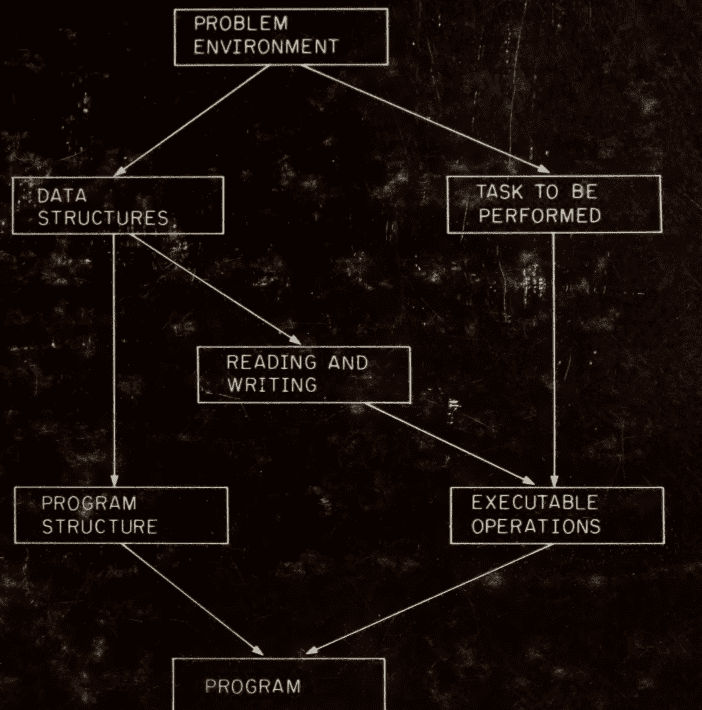 PROBLEM
ENVIRONMENT
DATA
STRUCTURES
TASK TO BE
PERFORMED
READING AND
WRITING
PROGRAM
STRUCTURE
EXECUTABLE
OPERATIONS
PROGRAM